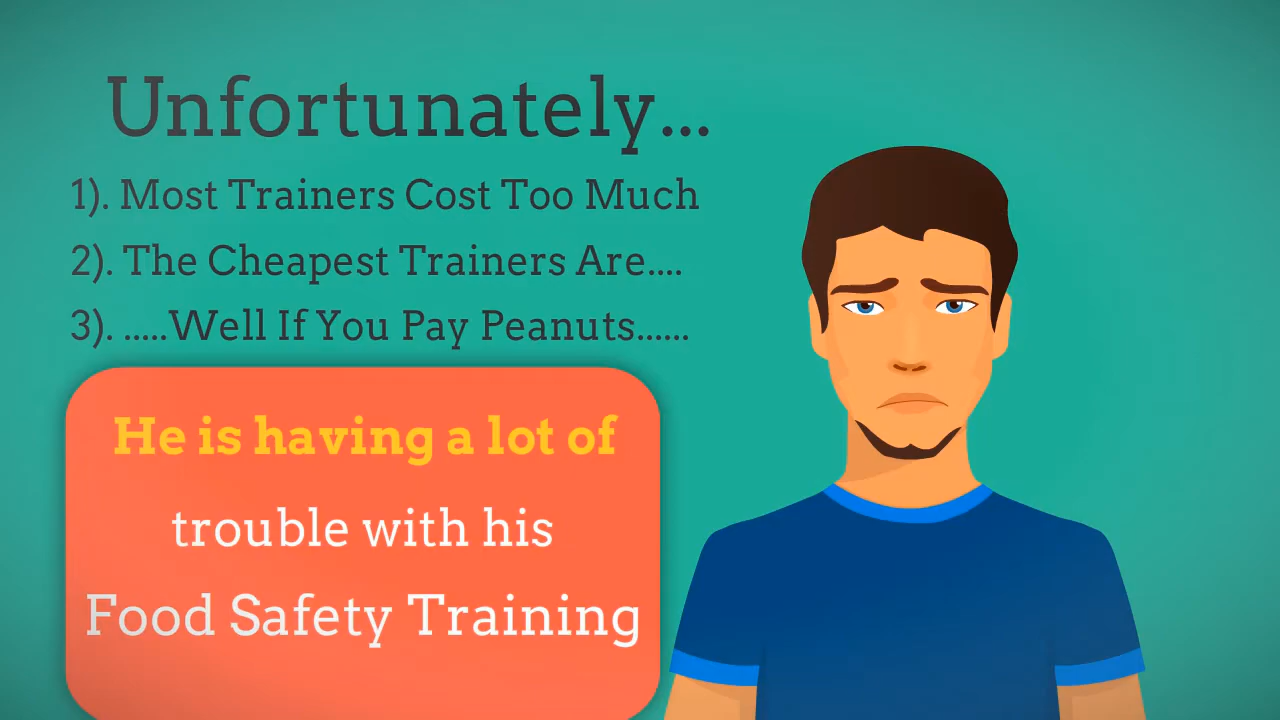 Unfortunately...
1). Most Trainers Cost Too Much
2). The Cheapest Trainers Are....
3). .....Well If You Pay Peanuts......
He is having a lot of
trouble with his
Food Safety Training